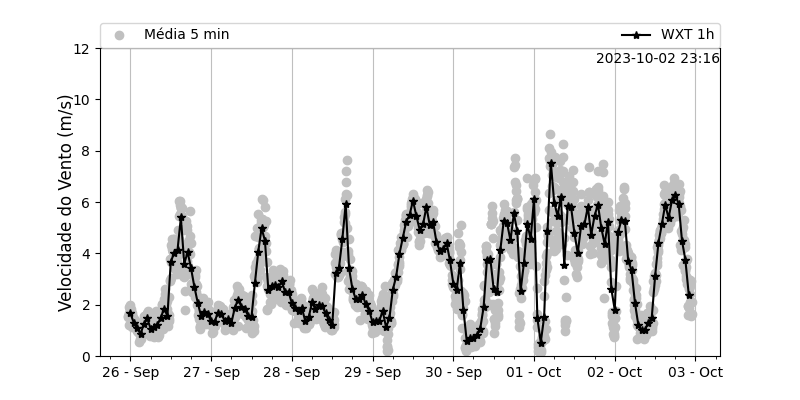 Média 5 min
WXT 1h
2023-10-02 23:16
Velocidade do Vento (m/s)
12
10
8
6
4
2
0
26 - Sep
27 - Sep
28 - Sep
29 - Sep
30 - Sep
01 - Oct
02 - Oct
03 - Oct